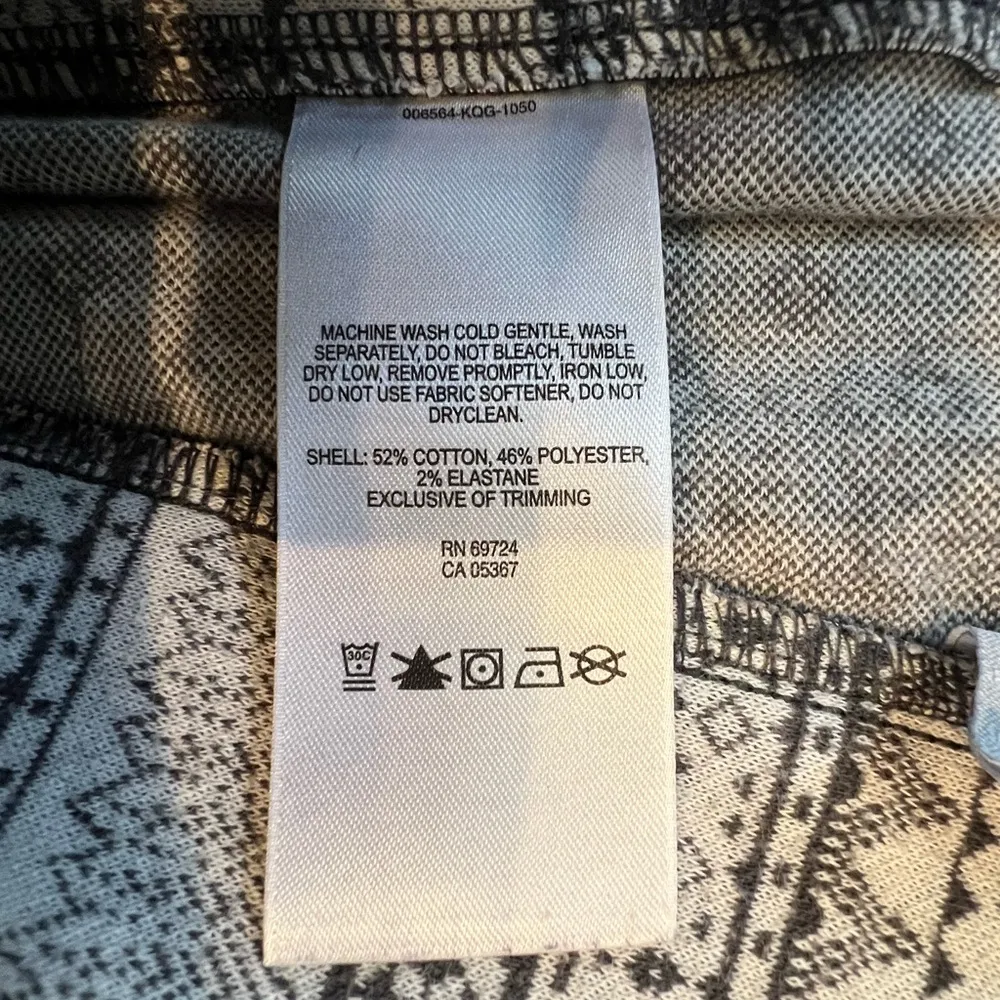 006564-KQG-1050
MACHINE WASH COLD GENTLE, WASH
SEPARATELY, DO NOT BLEACH, TUMBLE
DRY LOW, REMOVE PROMPTLY, IRON LOW,
DO NOT USE FABRIC SOFTENER, DO NOT
DRYCLEAN.
SHELL: 52% COTTON, 46% POLYESTER,
2% ELASTANE
EXCLUSIVE OF TRIMMING
RN 69724
CA 05367
30C